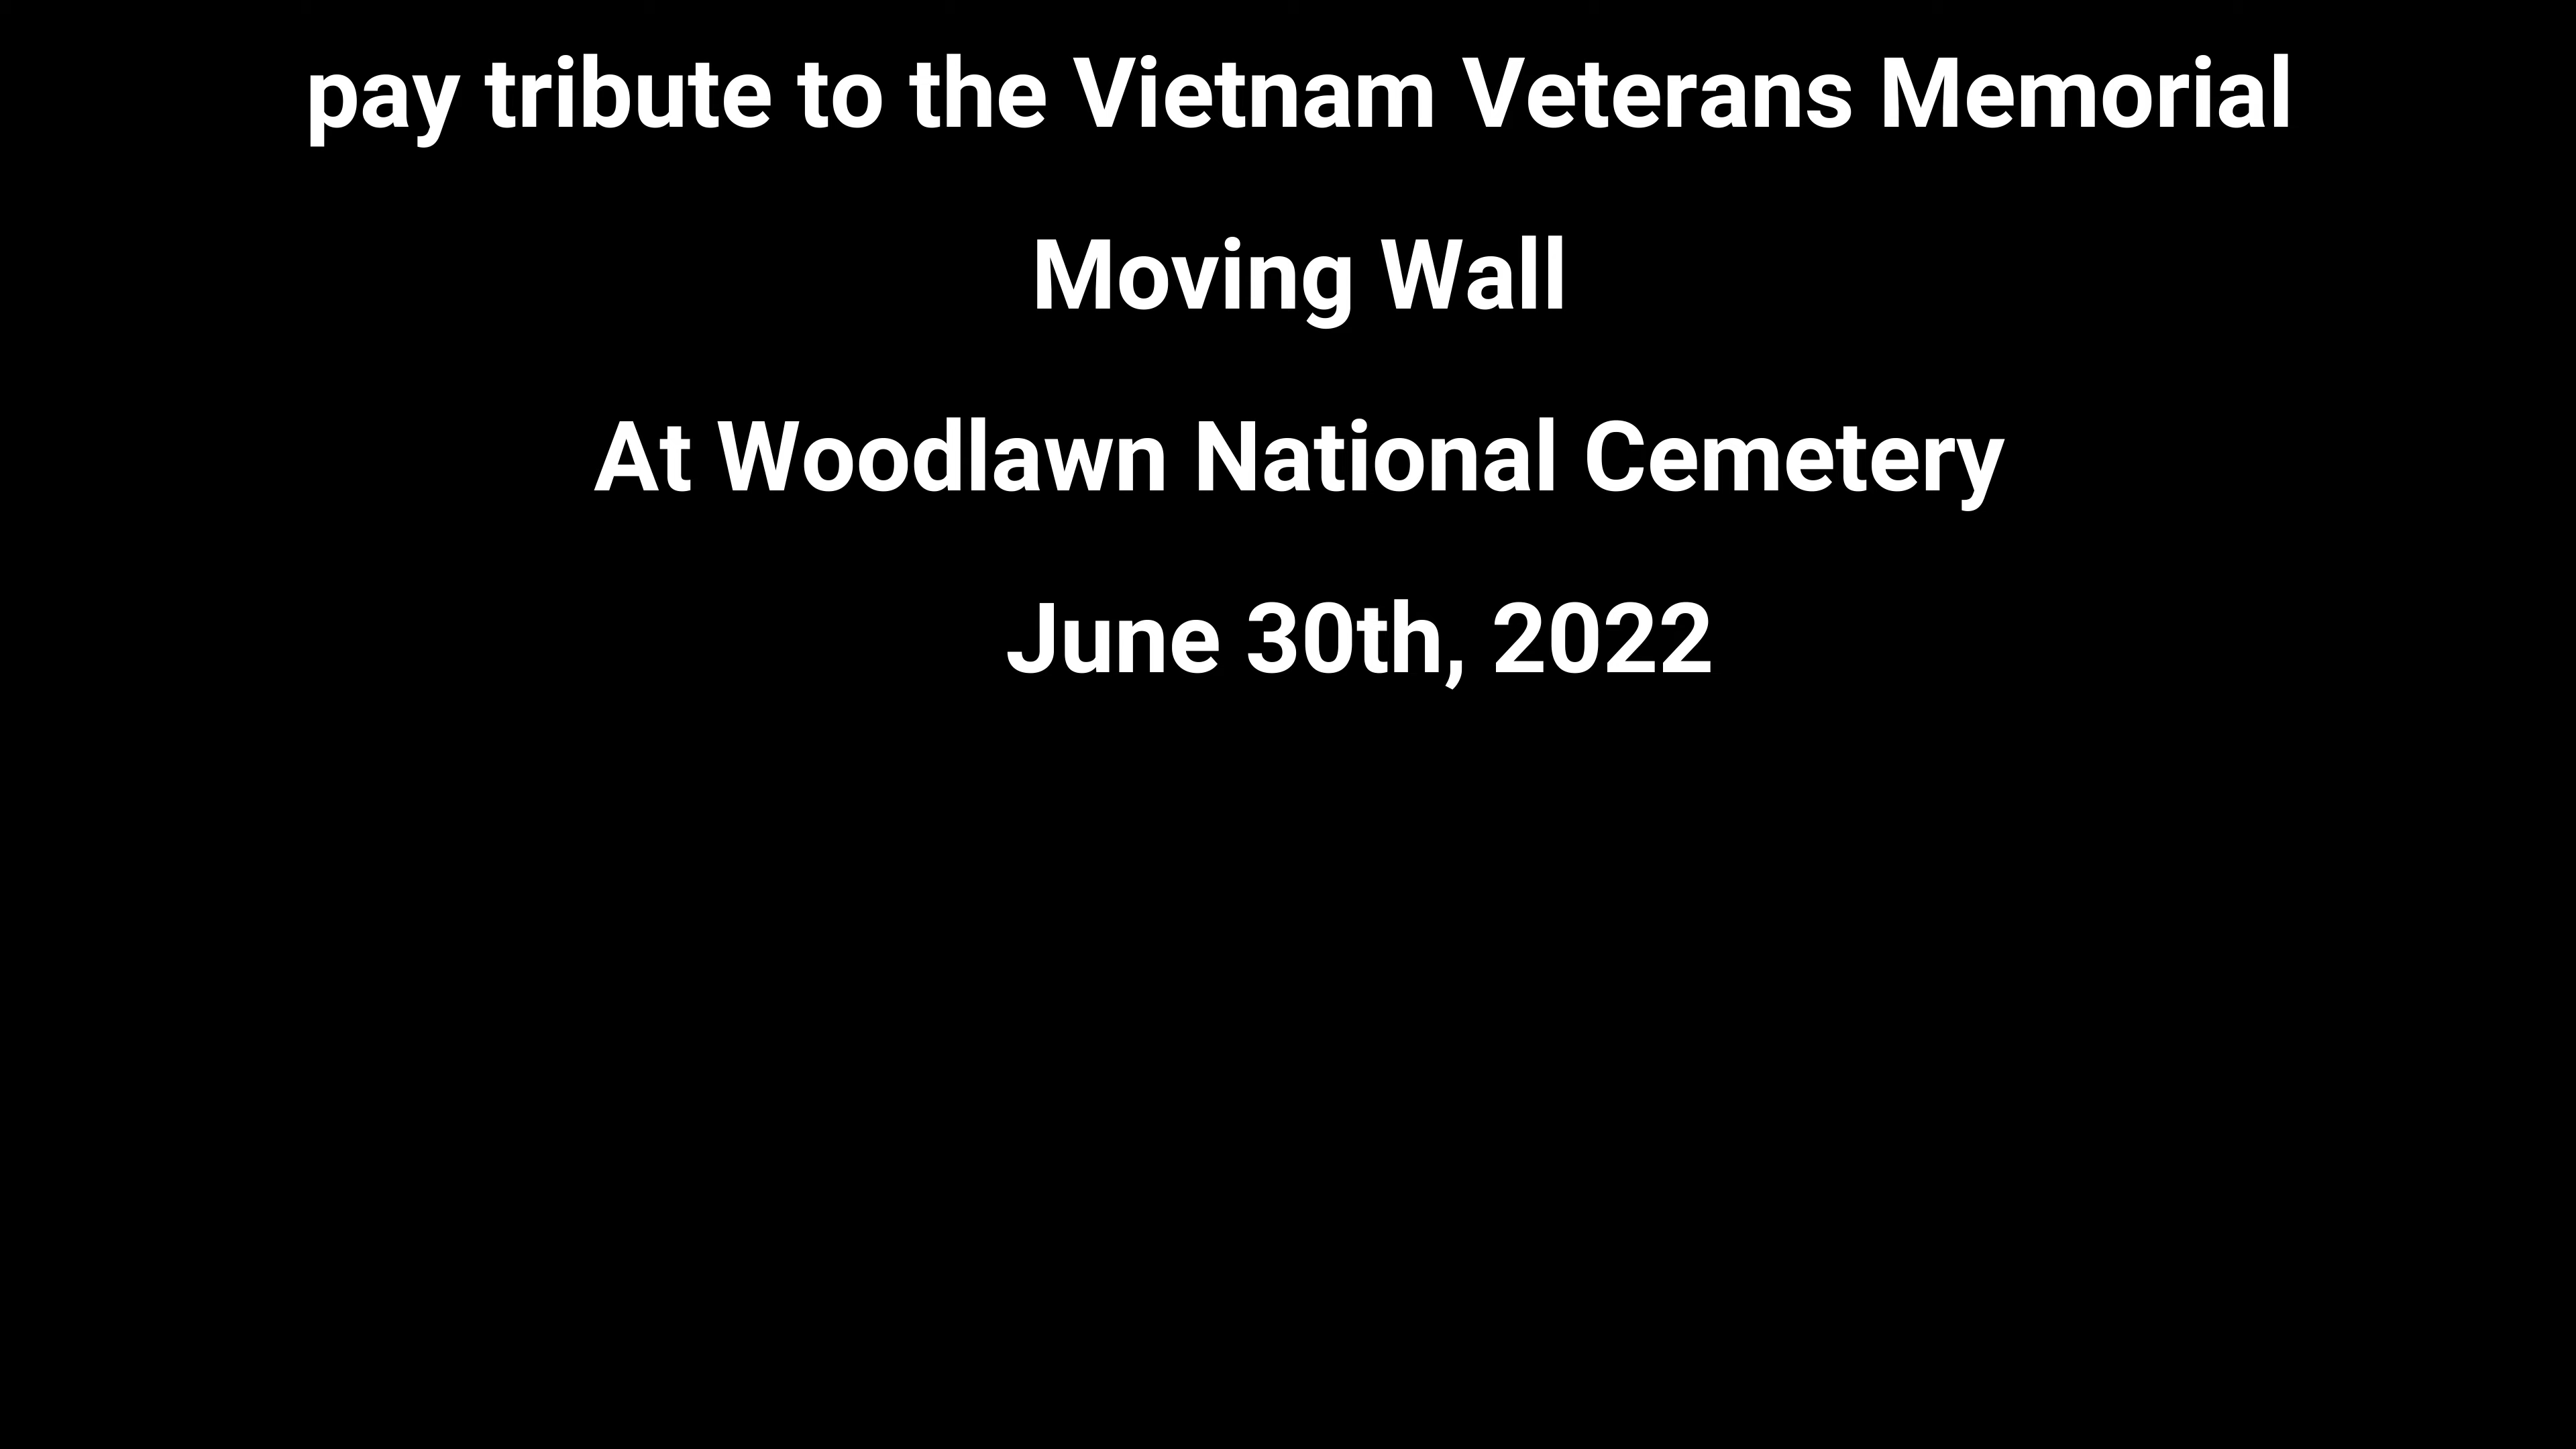 pay tribute to the Vietnam Veterans Memorial
Moving Wall
At Woodlawn National Cemetery
June 30th, 2022